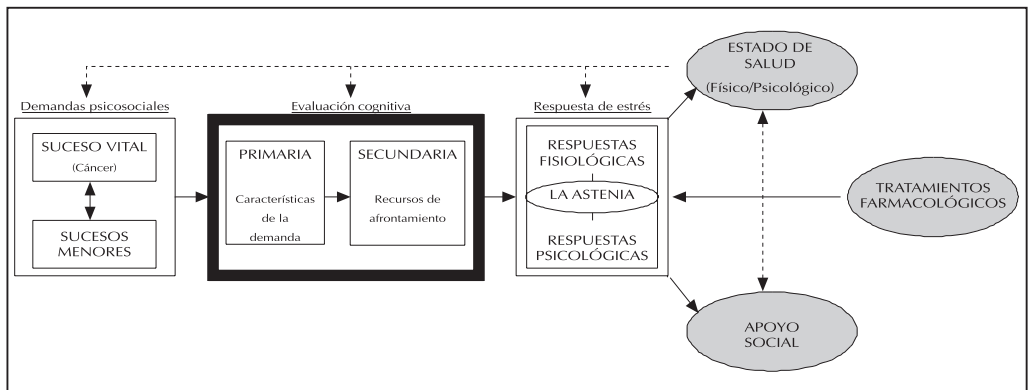 ESTADO DE
SALUD
(Físico/Psicológico)
Demandas psicosociales
Evaluación cognitiva
Respuesta de estrés
SUCESO VITAL
(Cáncer)
SUCESOS
MENORES
PRIMARIA
Características
de la
demanda
SECUNDARIA
Recursos de
afrontamiento
RESPUESTAS
FISIOLÓGICAS
LA ASTENIA
RESPUESTAS
PSICOLÓGICAS
TRATAMIENTOS
FARMACOLÓGICOS
APOYO
SOCIAL